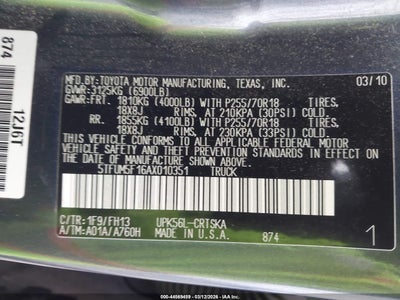 MFD.BY:TOYOTA MOTOR MANUFACTURING, TEXAS, INC.
GVWR:3125KG (6900LB) 03/10
GAWR:FRT. 1810KG (4000LB) WITH P255/70R18 TIRES,
18X8J RIMS, AT 210KPA (30PSI) COLD
RR. 1855KG (4100LB) WITH P255/70R18 TIRES,
18X8J RIMS, AT 230KPA (33PSI) COLD
THIS VEHICLE CONFORMS TO ALL APPLICABLE FEDERAL MOTOR
VEHICLE SAFETY AND THEFT PREVENTION STANDARDS IN
EFFECT ON THE DATE OF MANUFACTURE SHOWN ABOVE.
5TFUM5F16AX010351 TRUCK
C/TR:1F9/FH13 UPK56L-CRTSKA
A/TM:A01A/A760H MADE IN U.S.A. 874 1
874 12J6T
000-44569499 - 03/12/2026 - IAA Inc.